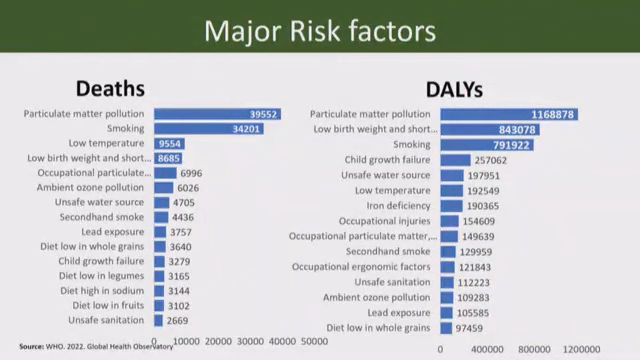 Major Risk factors
Deaths
Particulate matter pollution 39552
Smoking 34201
Low temperature 9554
Low birth weight and short... 8685
Occupational particulate... 6996
Ambient ozone pollution 6026
Unsafe water source 4705
Secondhand smoke 4436
Lead exposure 3757
Diet low in whole grains 3640
Child growth failure 3279
Diet low in legumes 3165
Diet high in sodium 3144
Diet low in fruits 3102
Unsafe sanitation 2669
0 10000 20000 30000 40000 50000
Source: WHO. 2022. Global Health Observatory
DALYs
Particulate matter pollution 1168878
Low birth weight and short... 843078
Smoking 791922
Child growth failure 257062
Unsafe water source 197951
Low temperature 192549
Iron deficiency 190365
Occupational injuries 154609
Occupational particulate matter,... 149639
Secondhand smoke 129959
Occupational ergonomic factors 121843
Unsafe sanitation 112223
Ambient ozone pollution 109283
Lead exposure 105585
Diet low in whole grains 97459
0 400000 800000 1200000